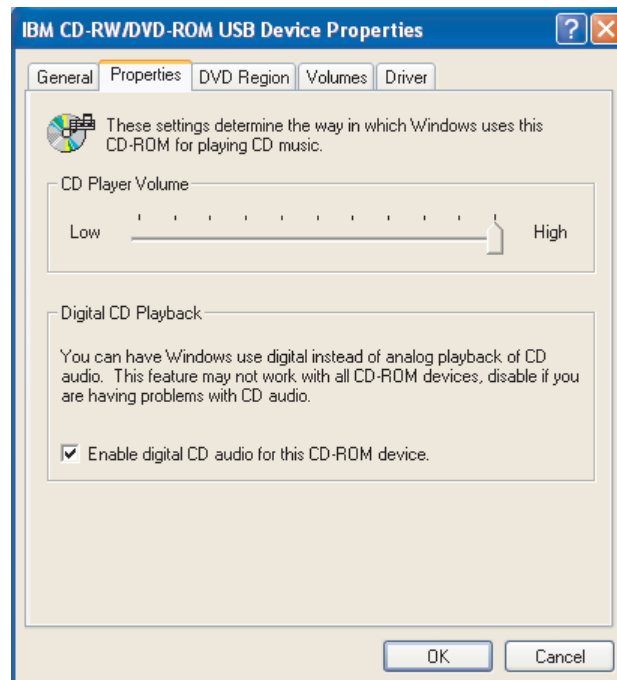 IBM CD-RW/DVD-ROM USB Device Properties
General Properties DVD Region Volumes Driver
These settings determine the way in which Windows uses this
CD-ROM for playing CD music.
CD Player Volume
Low High
Digital CD Playback
You can have Windows use digital instead of analog playback of CD
audio. This feature may not work with all CD-ROM devices, disable if you
are having problems with CD audio.
Enable digital CD audio for this CD-ROM device.
OK Cancel